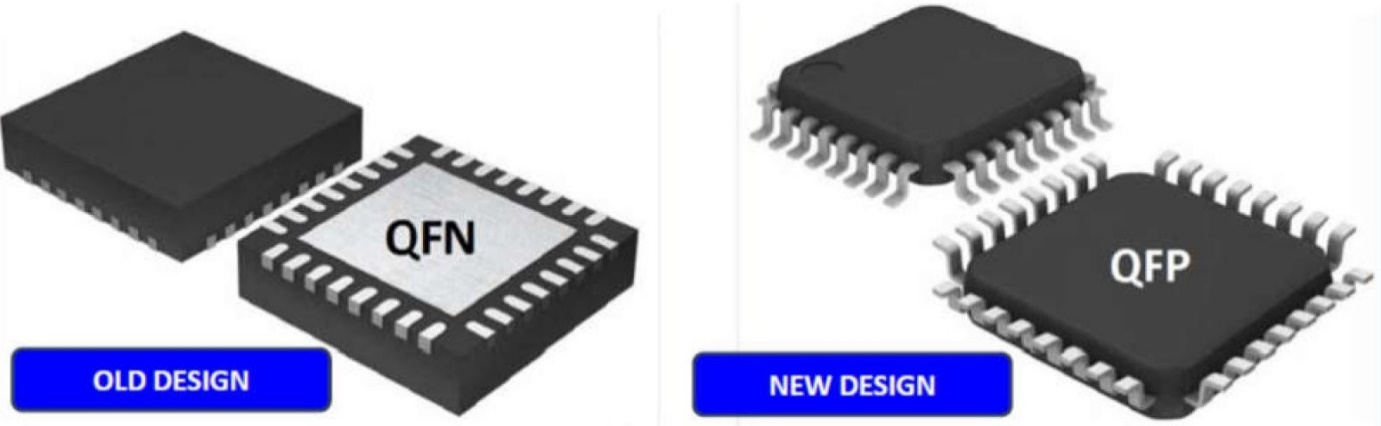 QFN
OLD DESIGN
QFP
NEW DESIGN